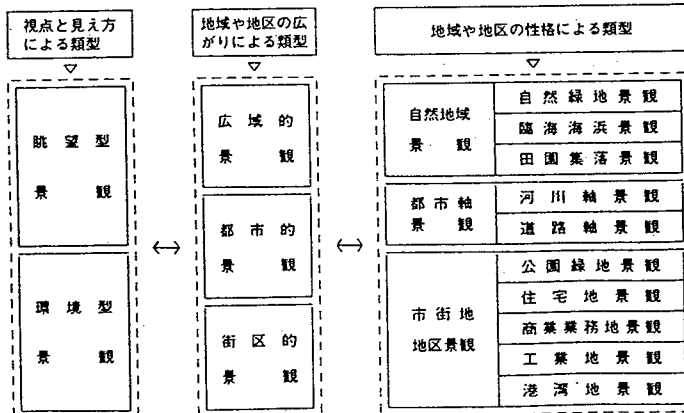 視点と見え方
による類型
▽
眺望型
景観
環境型
景観
↔
地域や地区の広
がりによる類型
▽
広域的
景観
都市的
景観
街区的
景観
↔
地域や地区の性格による類型
▽
自然地域
景観
自然緑地景観
臨海海浜景観
田園集落景観
都市軸
景観
河川軸景観
道路軸景観
市街地
地区景観
公園緑地景観
住宅地景観
商業業務地景観
工業地景観
港湾地景観